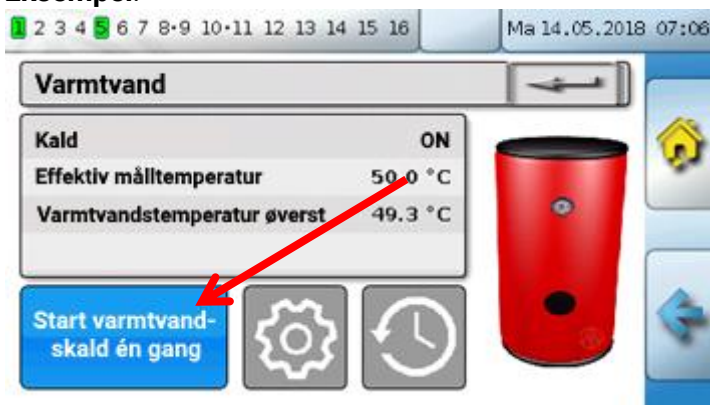 Eksempel:
1 2 3 4 5 6 7 8•9 10•11 12 13 14 15 16 Ma 14.05.2018 07:06
Varmtvand
Kald ON
Effektiv målltemperatur 50.0 °C
Varmtvandstemperatur øverst 49.3 °C
Start varmtvand-
skald én gang